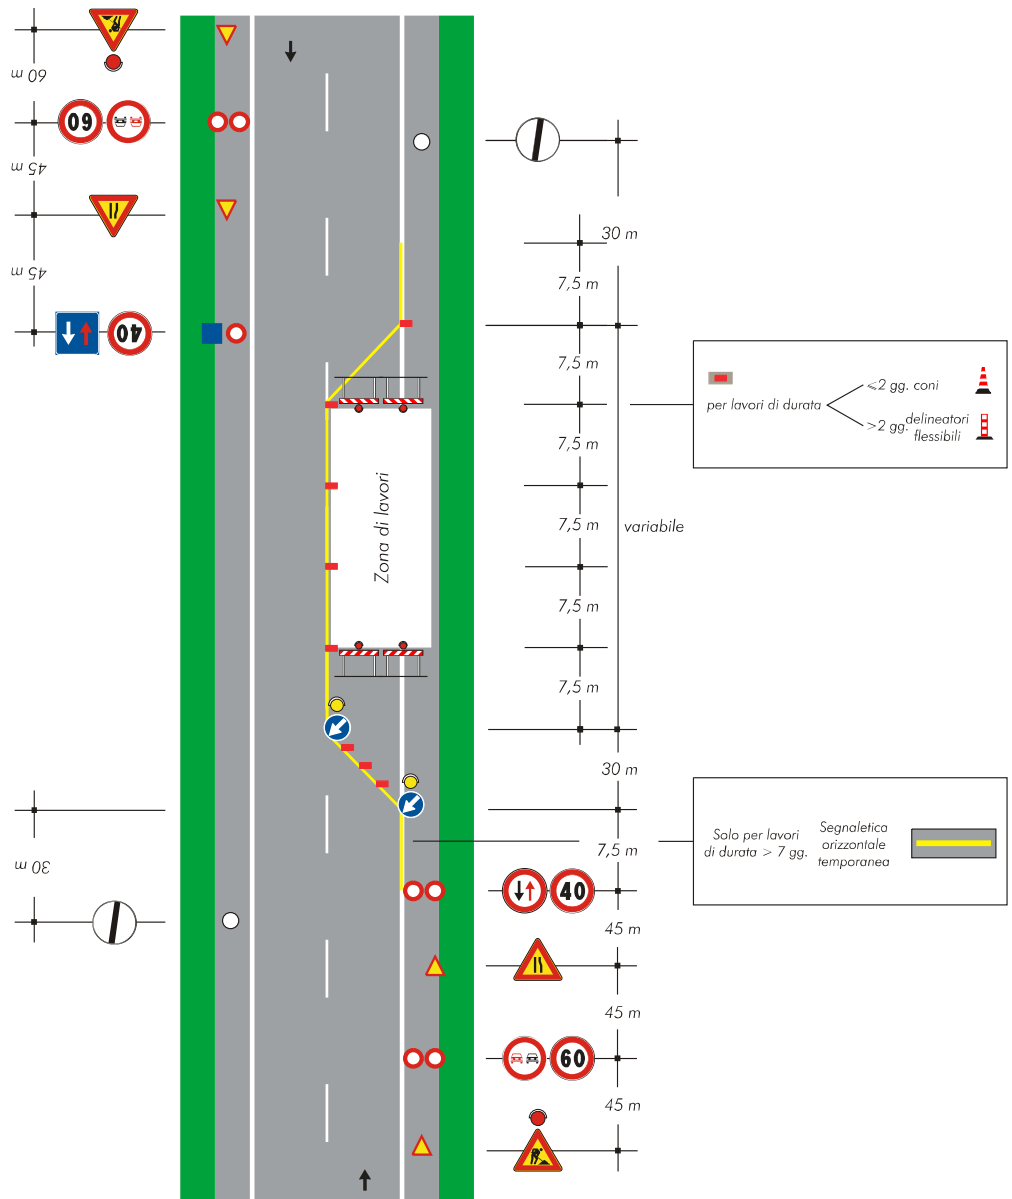 60 m
60
45 m
45 m
40
30 m
30 m
7,5 m
7,5 m
7,5 m
7,5 m
7,5 m
7,5 m
variabile
30 m
7,5 m
40
45 m
45 m
60
45 m
Zona di lavori
per lavori di durata
⩽2 gg. coni
>2 gg. delineatori
flessibili
Solo per lavori
di durata > 7 gg.
Segnaletica
orizzontale
temporanea